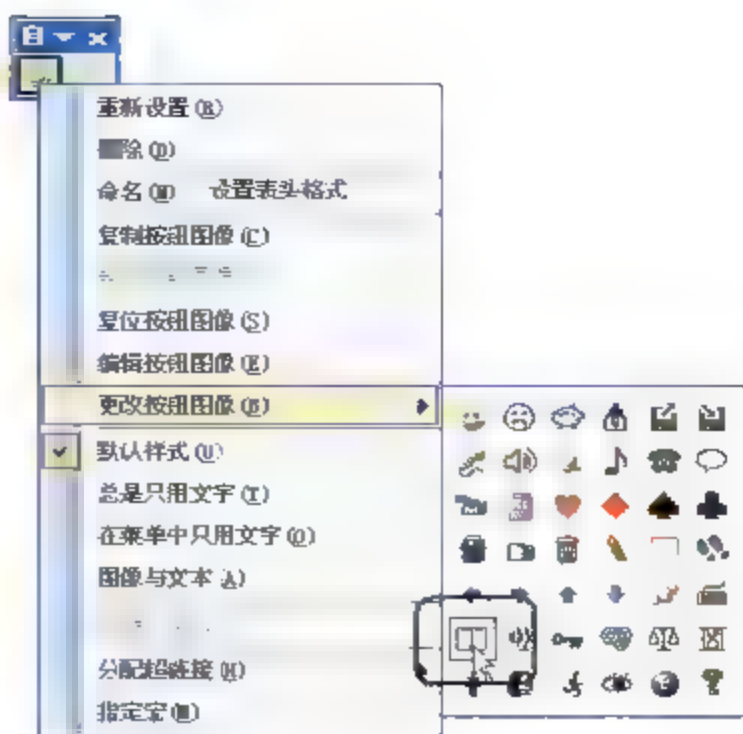 重新设置(R)
除(D)
命名(N) 设置表头格式
复制按钮图像(C)
复位按钮图像(S)
编辑按钮图像(E)
更改按钮图像(B)
默认样式(U)
总是只用文字(T)
在菜单中只用文字(O)
图像与文本(A)
分配超链接(H)
指定宏(M)